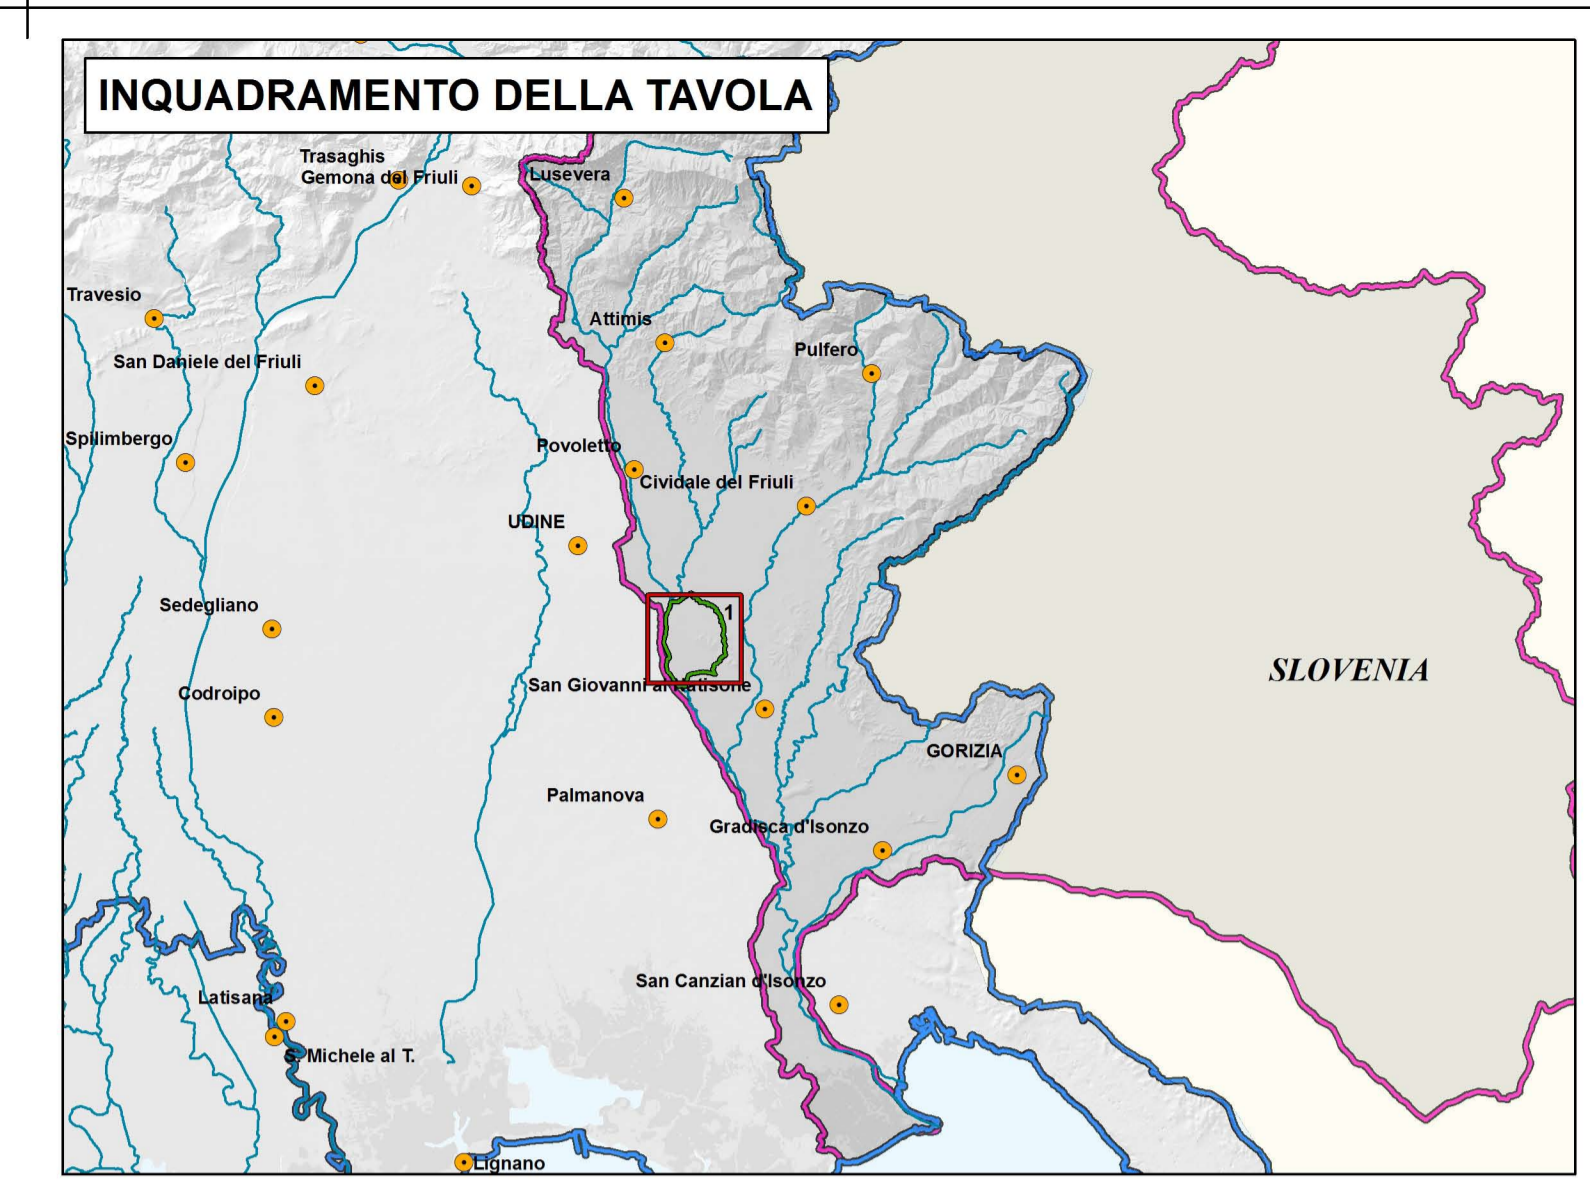 INQUADRAMENTO DELLA TAVOLA
Trasaghis
Gemona del Friuli
Lusevera
Travesio
Attimis
San Daniele del Friuli
Pulfero
Spilimbergo
Povoletto
Cividale del Friuli
UDINE
Sedegliano
1
SLOVENIA
San Giovanni al Natisone
Codroipo
GORIZIA
Palmanova
Gradisca d'Isonzo
San Canzian d'Isonzo
Latisana
S. Michele al T.
Lignano